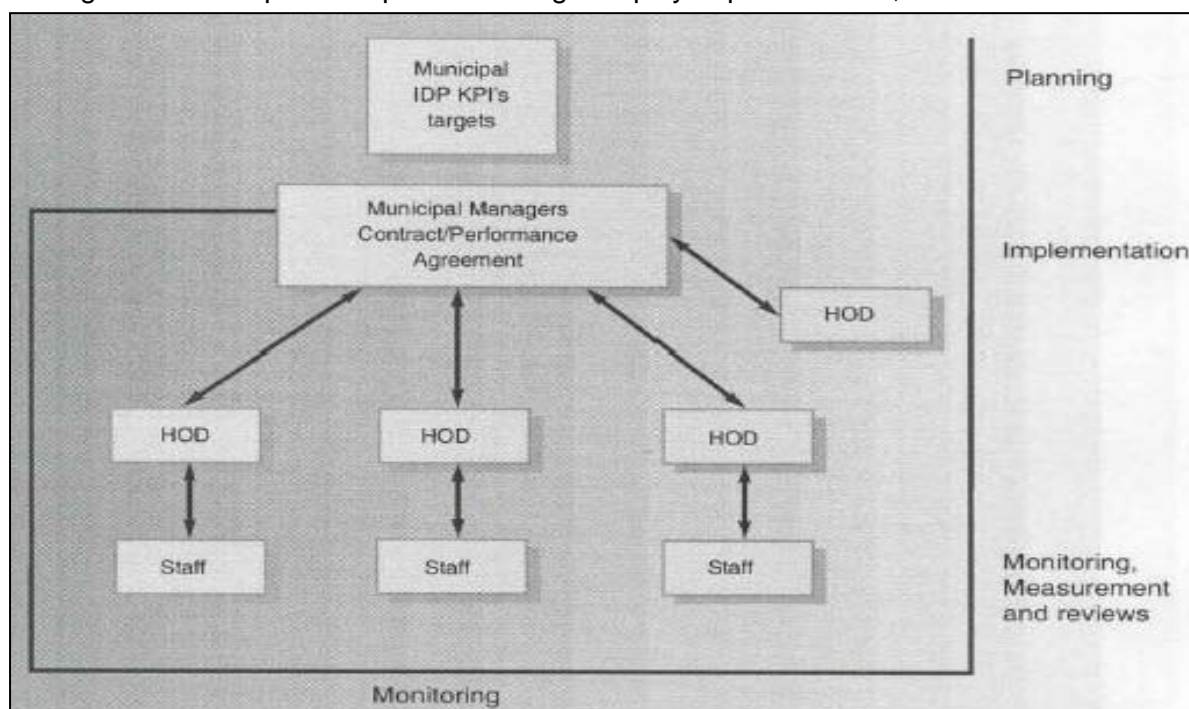 Municipal
IDP KPI's
targets
Planning
Municipal Managers
Contract/Performance
Agreement
Implementation
HOD
HOD
HOD
HOD
Staff
Staff
Staff
Monitoring,
Measurement
and reviews
Monitoring